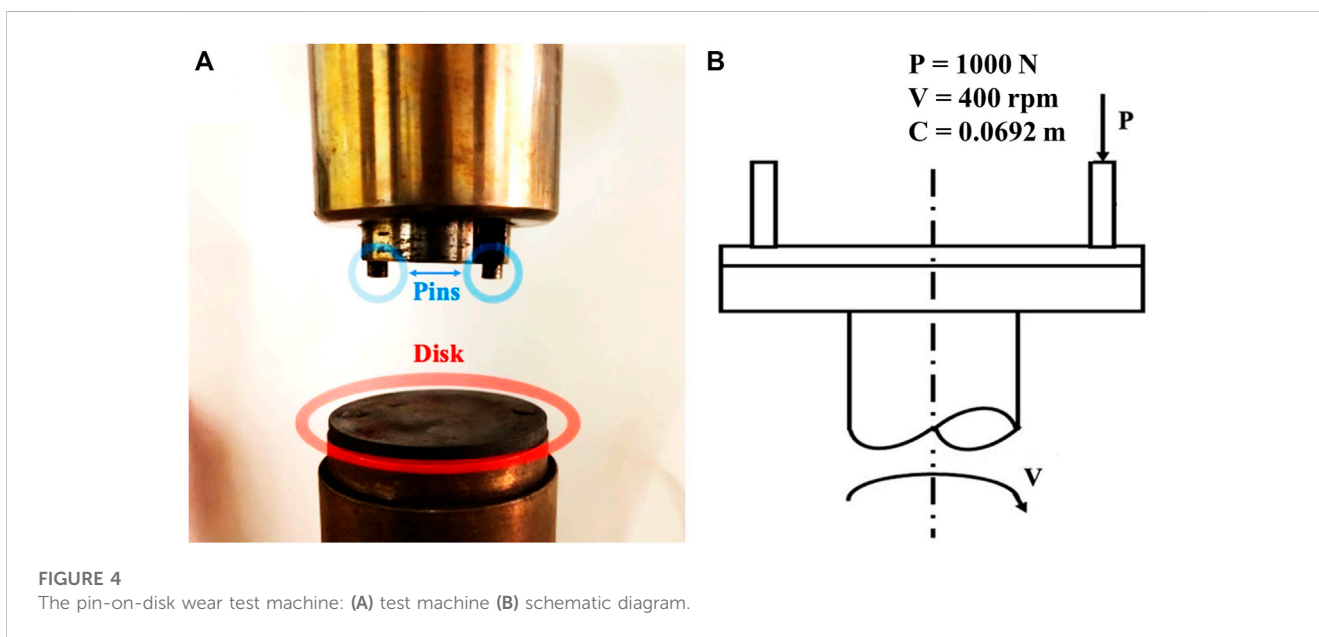 A
Pins
Disk
B
P = 1000 N
V = 400 rpm
C = 0.0692 m
P
V
FIGURE 4
The pin-on-disk wear test machine: (A) test machine (B) schematic diagram.